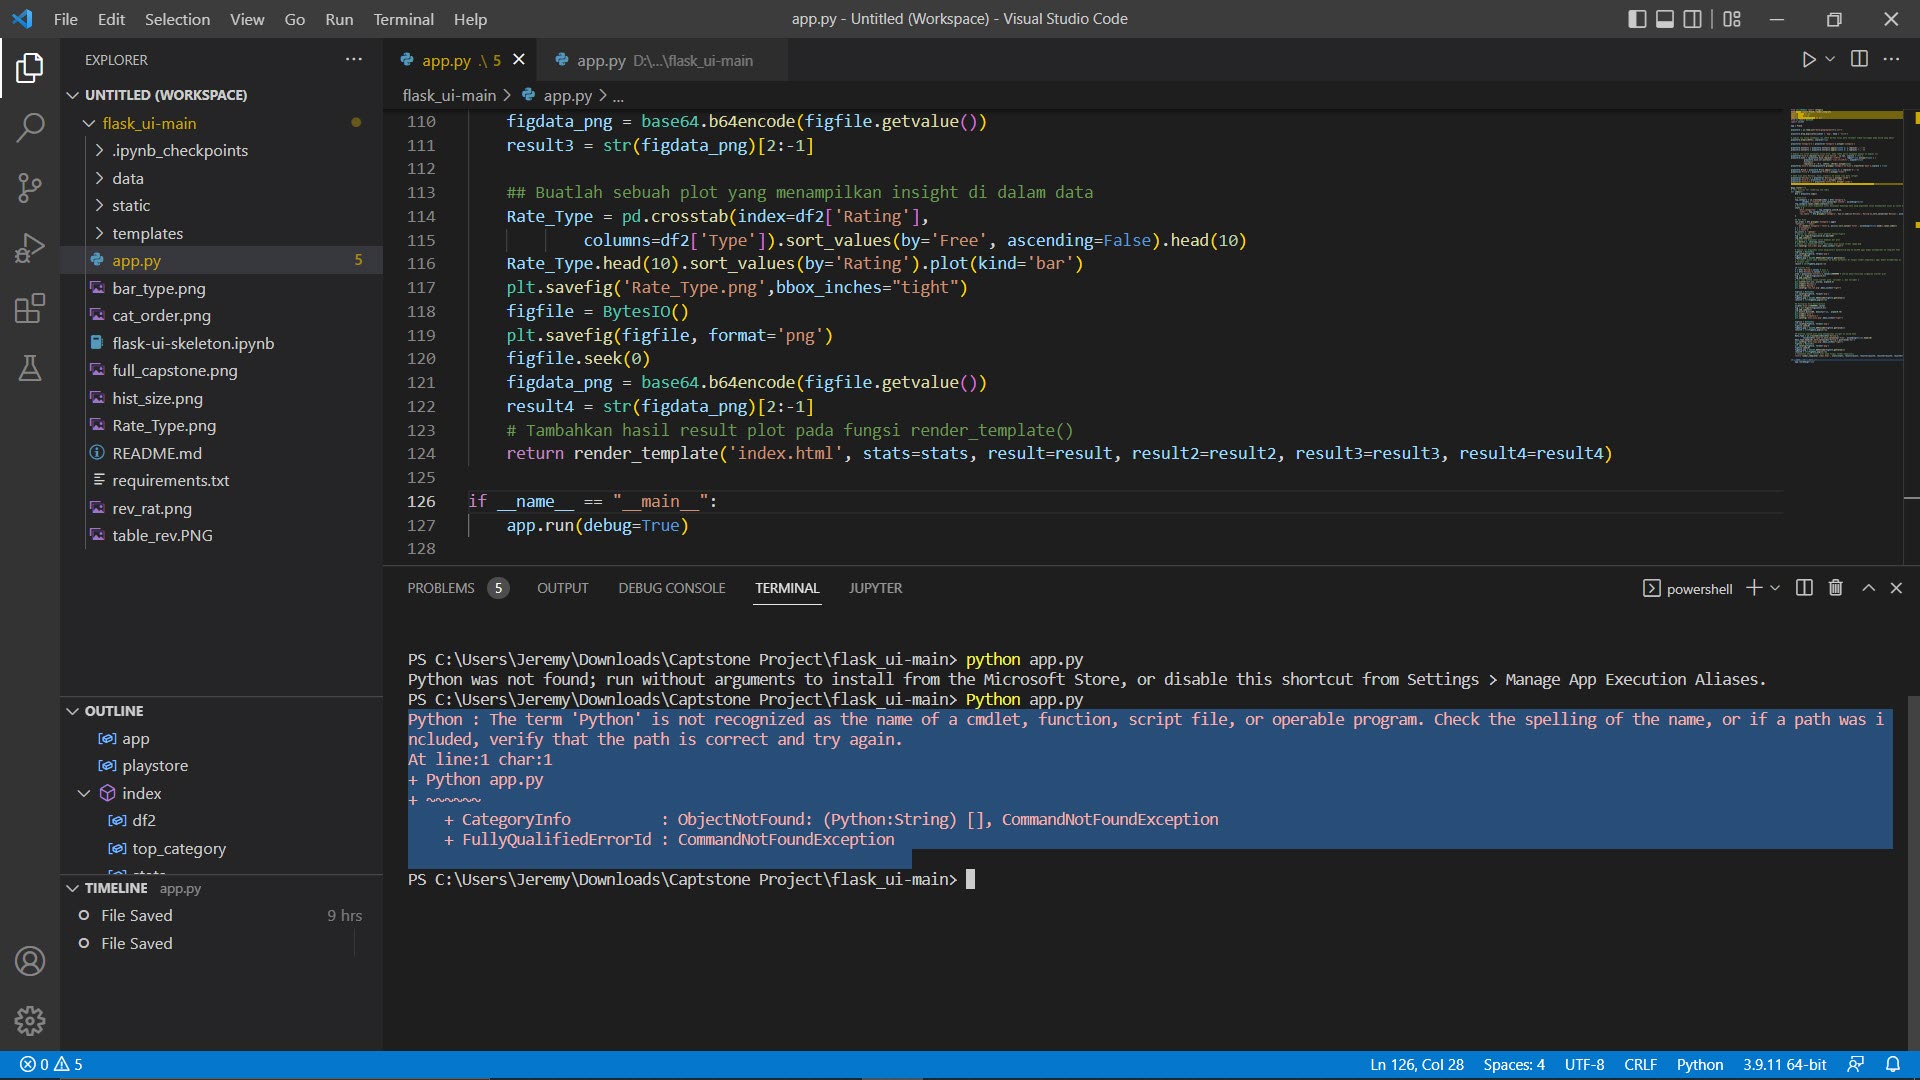 File Edit Selection View Go Run Terminal Help
app.py - Untitled (Workspace) - Visual Studio Code
EXPLORER
UNTITLED (WORKSPACE)
flask_ui-main
.ipynb_checkpoints
data
static
templates
app.py 5
bar_type.png
cat_order.png
flask-ui-skeleton.ipynb
full_capstone.png
hist_size.png
Rate_Type.png
README.md
requirements.txt
rev_rat.png
table_rev.PNG
OUTLINE
app
playstore
index
df2
top_category
TIMELINE app.py
File Saved 9 hrs
File Saved
app.py .\ 5
app.py D:\...\flask_ui-main
flask_ui-main > app.py > ...
110 figdata_png = base64.b64encode(figfile.getvalue())
111 result3 = str(figdata_png)[2:-1]
112
113 ## Buatlah sebuah plot yang menampilkan insight di dalam data
114 Rate_Type = pd.crosstab(index=df2['Rating'],
115 columns=df2['Type']).sort_values(by='Free', ascending=False).head(10)
116 Rate_Type.head(10).sort_values(by='Rating').plot(kind='bar')
117 plt.savefig('Rate_Type.png',bbox_inches="tight")
118 figfile = BytesIO()
119 plt.savefig(figfile, format='png')
120 figfile.seek(0)
121 figdata_png = base64.b64encode(figfile.getvalue())
122 result4 = str(figdata_png)[2:-1]
123 # Tambahkan hasil result plot pada fungsi render_template()
124 return render_template('index.html', stats=stats, result=result, result2=result2, result3=result3, result4=result4)
125
126 if __name__ == "__main__":
127 app.run(debug=True)
128
PROBLEMS 5 OUTPUT DEBUG CONSOLE TERMINAL JUPYTER
powershell
PS C:\Users\Jeremy\Downloads\Captstone Project\flask_ui-main> python app.py
Python was not found; run without arguments to install from the Microsoft Store, or disable this shortcut from Settings > Manage App Execution Aliases.
PS C:\Users\Jeremy\Downloads\Captstone Project\flask_ui-main> Python app.py
Python : The term 'Python' is not recognized as the name of a cmdlet, function, script file, or operable program. Check the spelling of the name, or if a path was i
ncluded, verify that the path is correct and try again.
At line:1 char:1
+ Python app.py
+ ~~~~~~
+ CategoryInfo : ObjectNotFound: (Python:String) [], CommandNotFoundException
+ FullyQualifiedErrorId : CommandNotFoundException
PS C:\Users\Jeremy\Downloads\Captstone Project\flask_ui-main>
0 5
Ln 126, Col 28 Spaces: 4 UTF-8 CRLF Python 3.9.11 64-bit